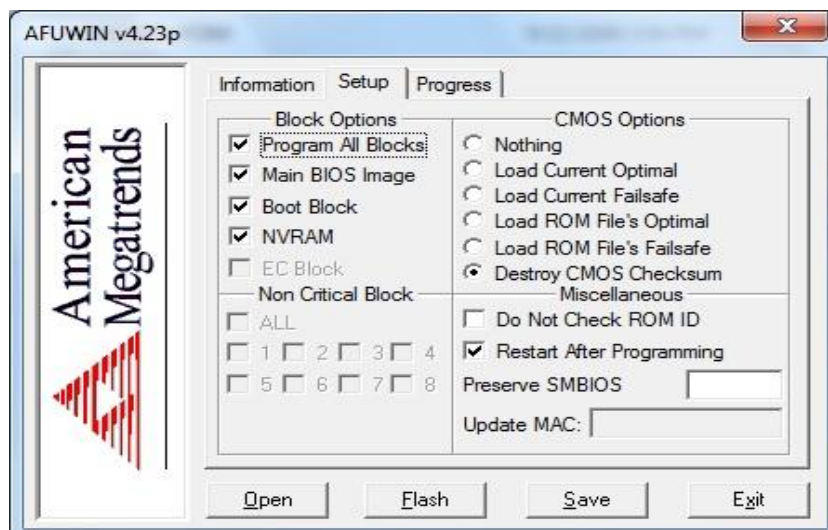 AFUWIN v4.23p
American
Megatrends
Information Setup Progress
Block Options
Program All Blocks
Main BIOS Image
Boot Block
NVRAM
EC Block
Non Critical Block
ALL
1 2 3 4
5 6 7 8
CMOS Options
Nothing
Load Current Optimal
Load Current Failsafe
Load ROM File's Optimal
Load ROM File's Failsafe
Destroy CMOS Checksum
Miscellaneous
Do Not Check ROM ID
Restart After Programming
Preserve SMBIOS
Update MAC:
Open Flash Save Exit